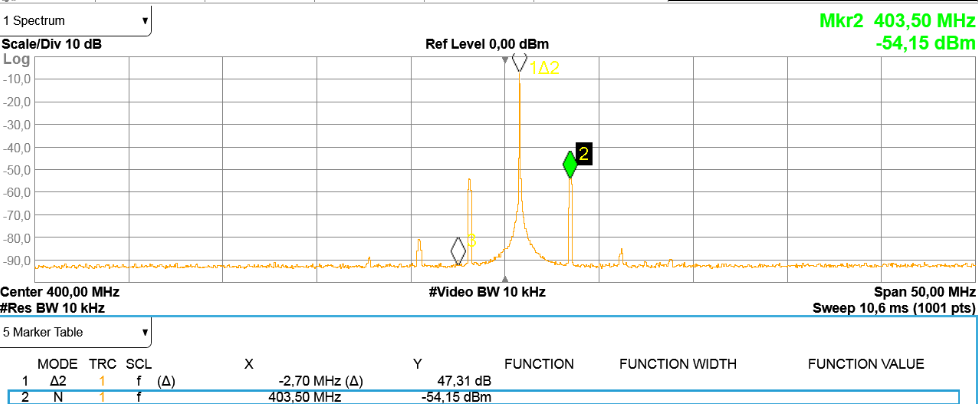 1 Spectrum
Mkr2 403,50 MHz
Scale/Div 10 dB
Ref Level 0,00 dBm
-54,15 dBm
Log
1Δ2
-10,0
-20,0
-30,0
-40,0
2
-50,0
-60,0
-70,0
3
-80,0
-90,0
Center 400,00 MHz
#Video BW 10 kHz
Span 50,00 MHz
#Res BW 10 kHz
Sweep 10,6 ms (1001 pts)
5 Marker Table
MODE TRC SCL X Y FUNCTION FUNCTION WIDTH FUNCTION VALUE
1 Δ2 1 f (Δ) -2,70 MHz (Δ) 47,31 dB
2 N 1 f 403,50 MHz -54,15 dBm